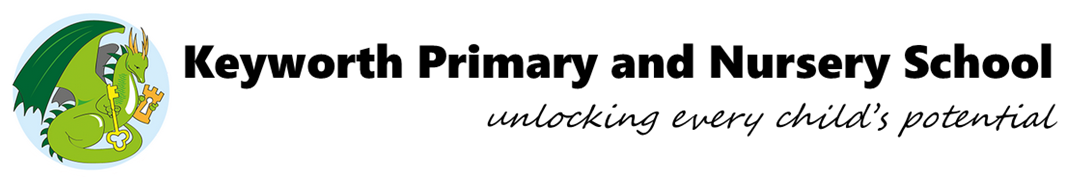 Keyworth Primary and Nursery School
unlocking every child's potential